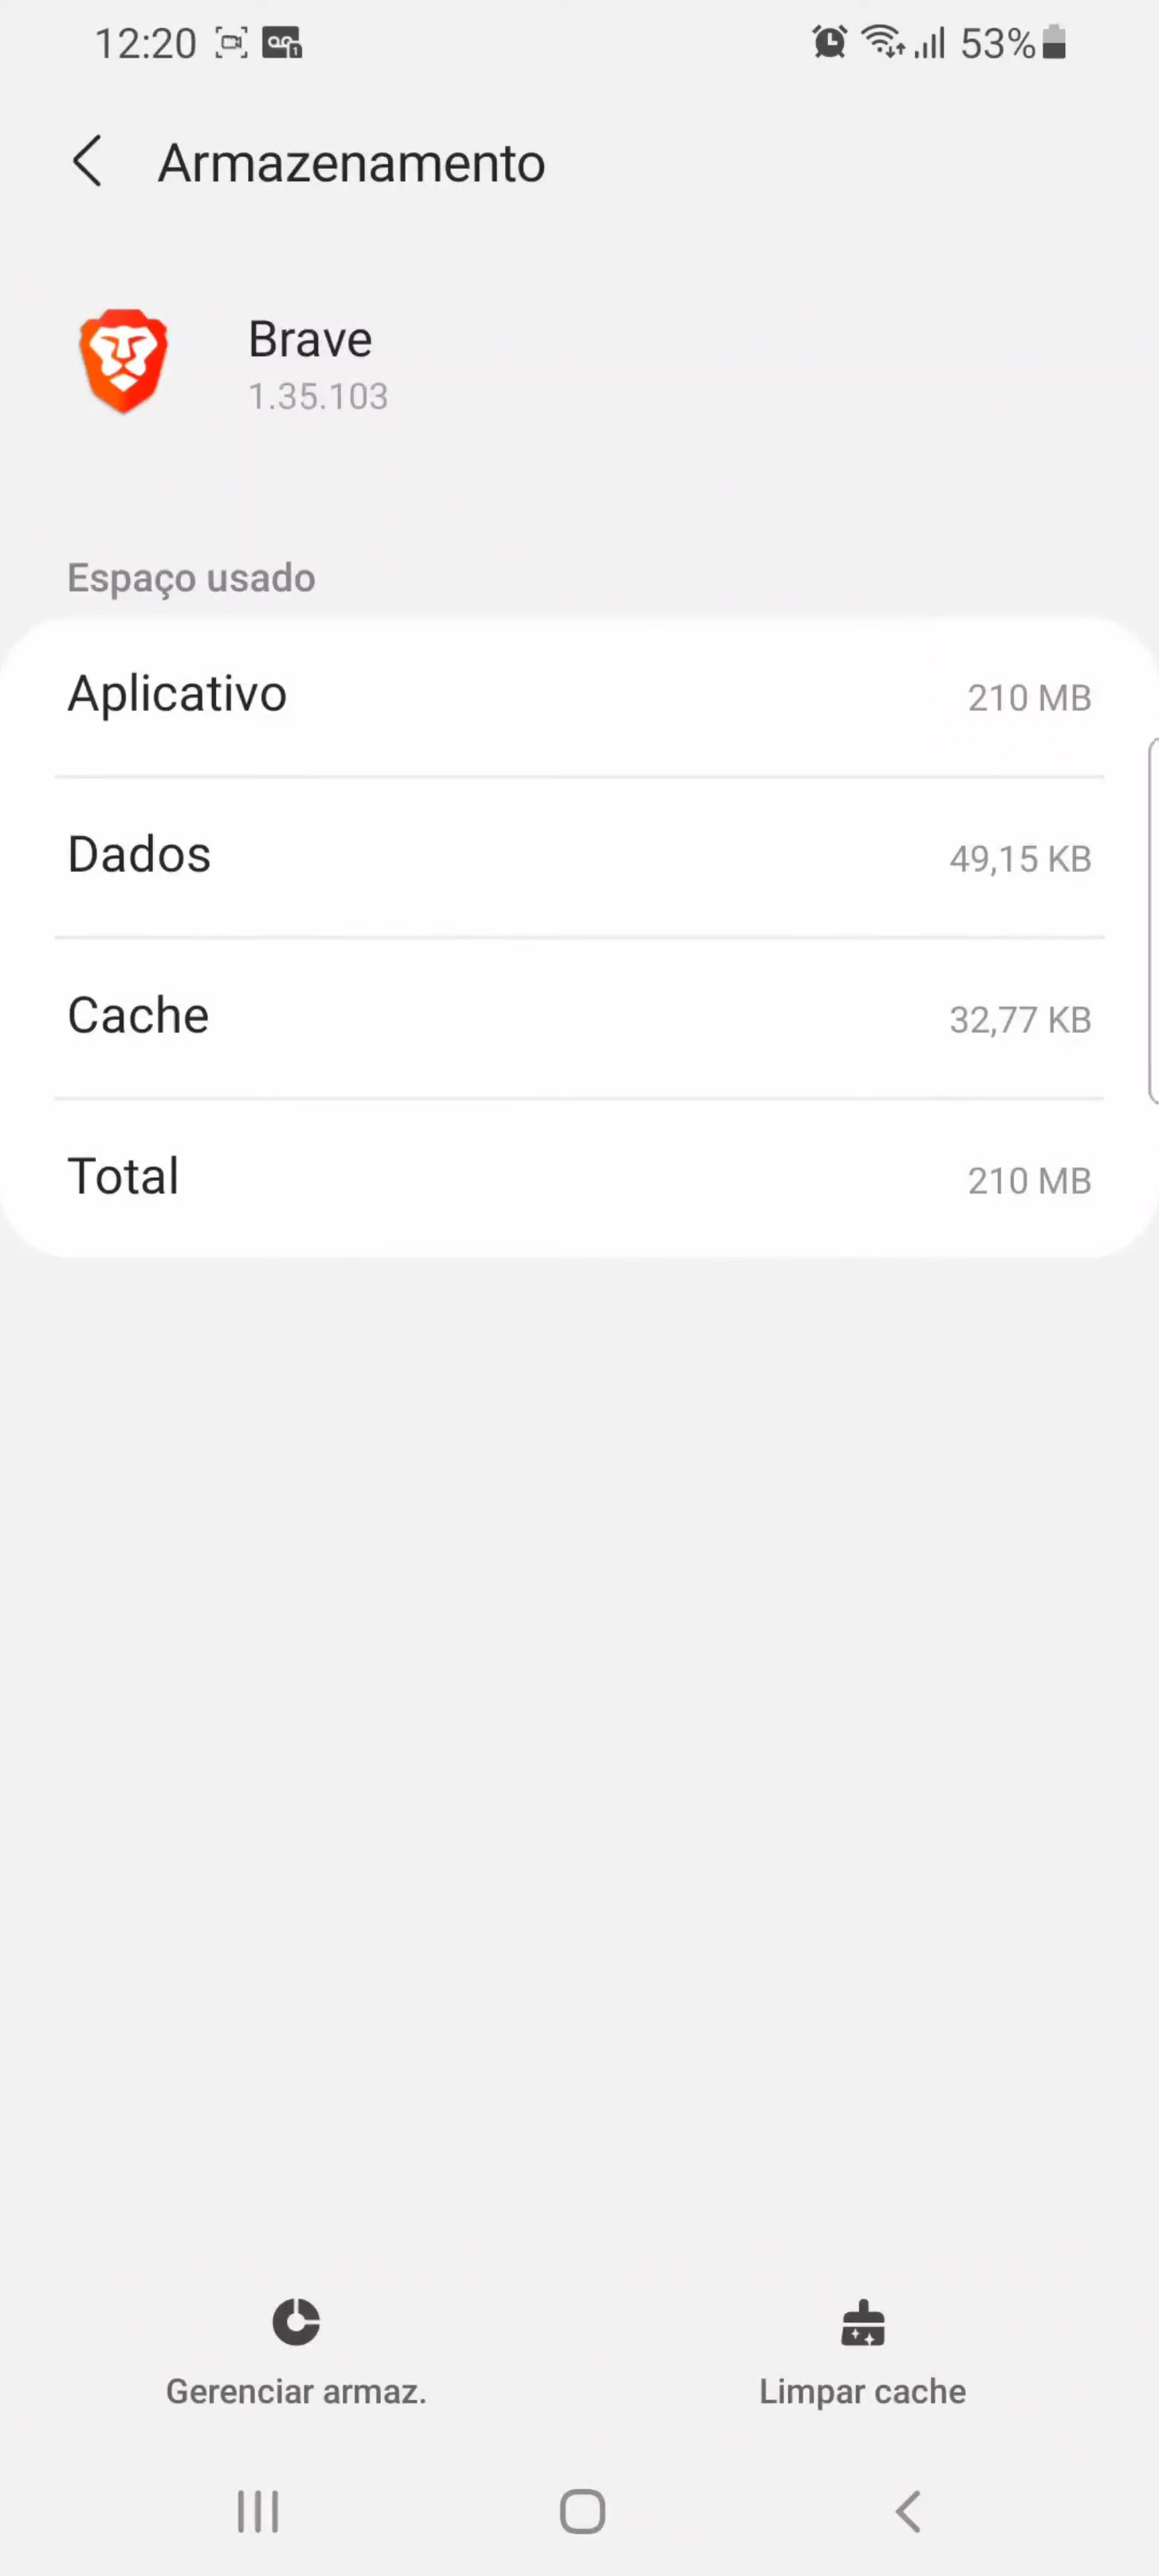 12:20 53%
Armazenamento
Brave
1.35.103
Espaço usado
Aplicativo 210 MB
Dados 49,15 KB
Cache 32,77 KB
Total 210 MB
Gerenciar armaz. Limpar cache